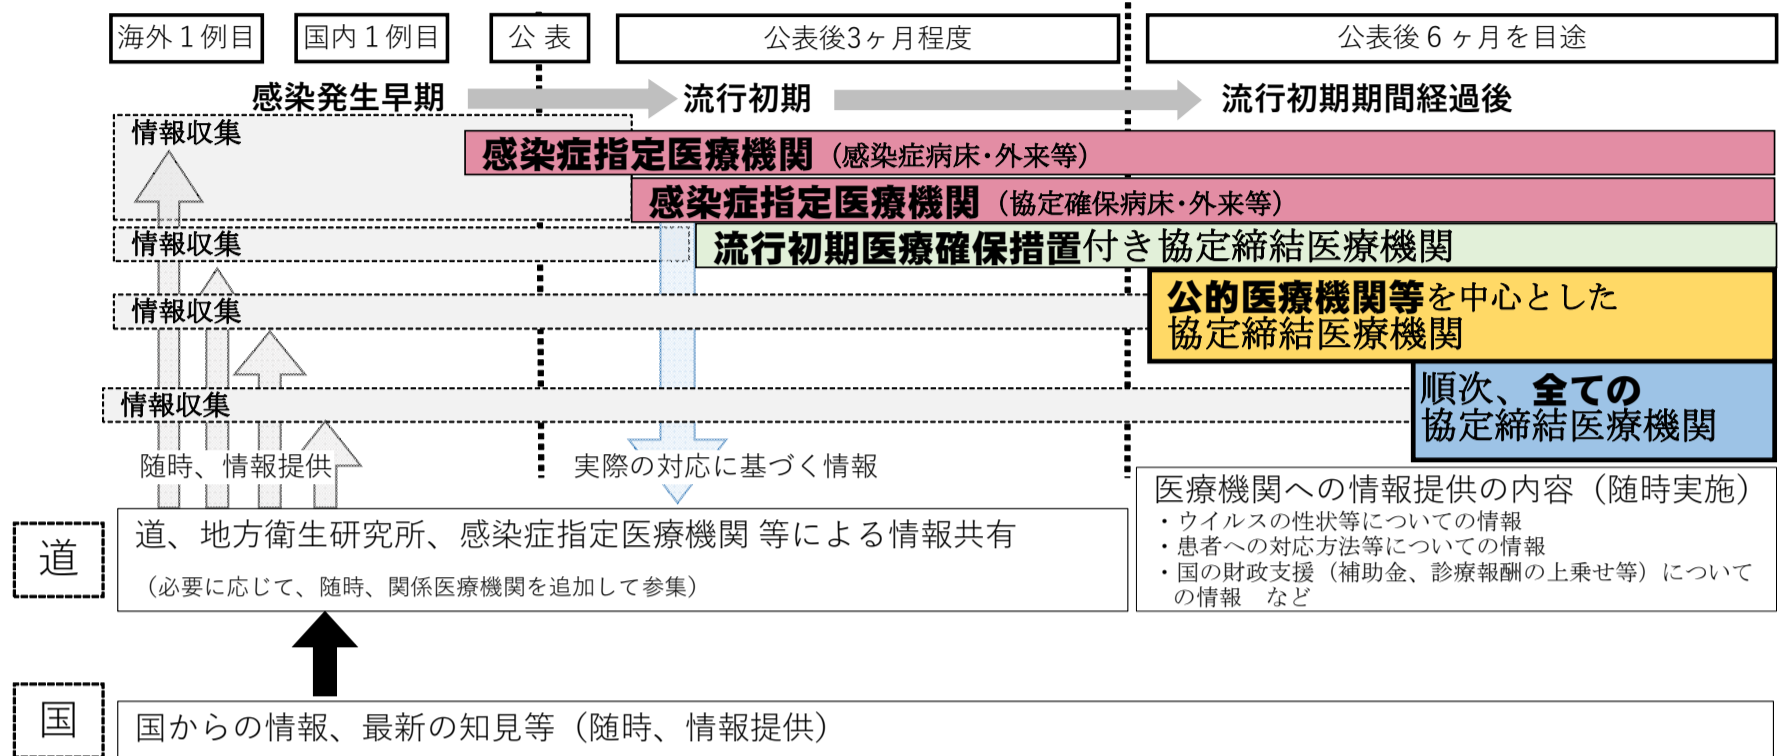 海外１例目
国内１例目
公 表
公表後3ヶ月程度
公表後６ヶ月を目途
感染発生早期
流行初期
流行初期期間経過後
情報収集
感染症指定医療機関（感染症病床・外来等）
感染症指定医療機関（協定確保病床・外来等）
情報収集
流行初期医療確保措置付き協定締結医療機関
情報収集
公的医療機関等を中心とした
協定締結医療機関
情報収集
順次、全ての
協定締結医療機関
随時、情報提供
実際の対応に基づく情報
医療機関への情報提供の内容（随時実施）
・ウイルスの性状等についての情報
・患者への対応方法等についての情報
・国の財政支援（補助金、診療報酬の上乗せ等）について
の情報　など
道
道、地方衛生研究所、感染症指定医療機関 等による情報共有
（必要に応じて、随時、関係医療機関を追加して参集）
国
国からの情報、最新の知見等（随時、情報提供）